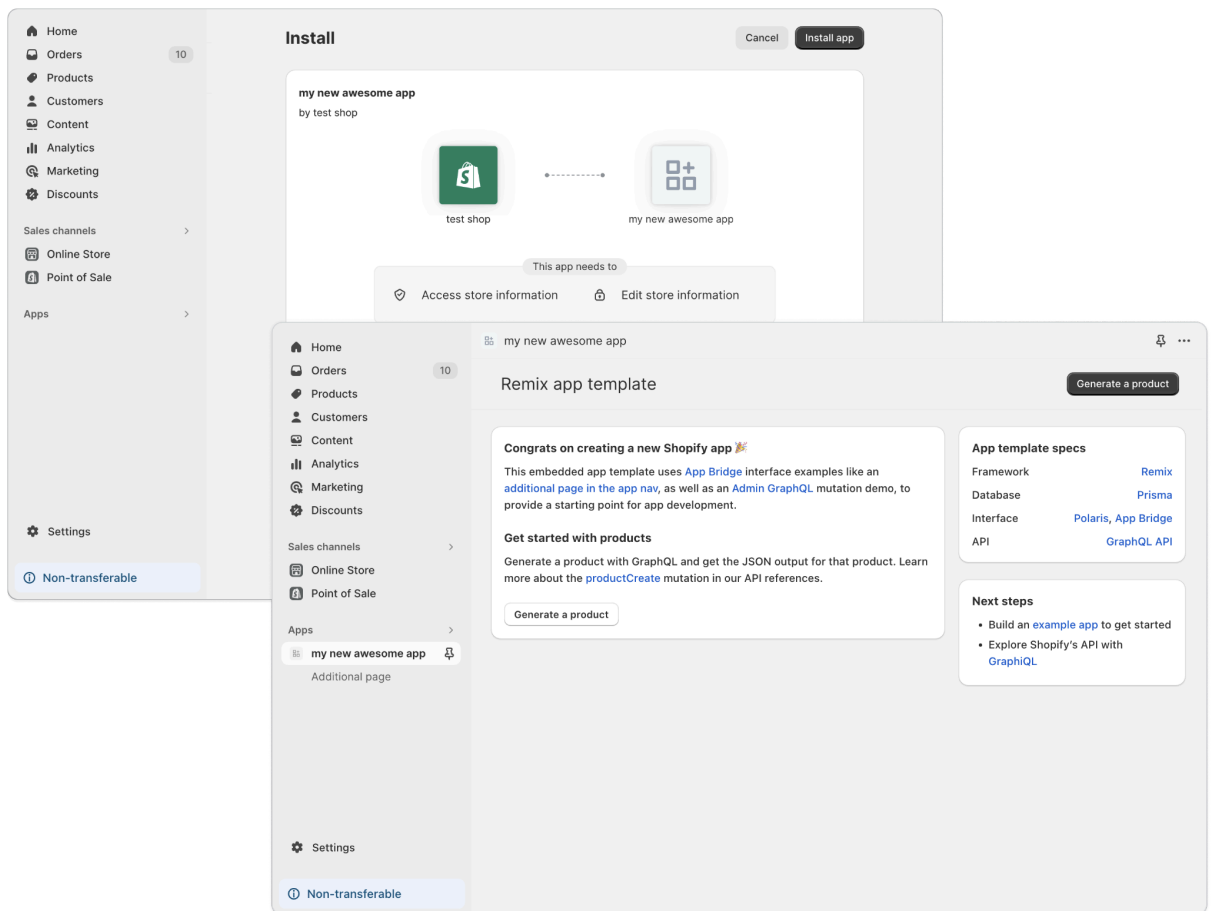 Home
Orders 10
Products
Customers
Content
Analytics
Marketing
Discounts
Sales channels
Online Store
Point of Sale
Apps
Settings
Non-transferable
Install
Cancel
Install app
my new awesome app
by test shop
test shop
my new awesome app
This app needs to
Access store information
Edit store information
Home
Orders 10
Products
Customers
Content
Analytics
Marketing
Discounts
Sales channels
Online Store
Point of Sale
Apps
my new awesome app
Additional page
Settings
Non-transferable
my new awesome app
Remix app template
Generate a product
Congrats on creating a new Shopify app 🎉
This embedded app template uses App Bridge interface examples like an
additional page in the app nav, as well as an Admin GraphQL mutation demo, to
provide a starting point for app development.
Get started with products
Generate a product with GraphQL and get the JSON output for that product. Learn
more about the productCreate mutation in our API references.
Generate a product
App template specs
Framework Remix
Database Prisma
Interface Polaris, App Bridge
API GraphQL API
Next steps
• Build an example app to get started
• Explore Shopify's API with
GraphiQL